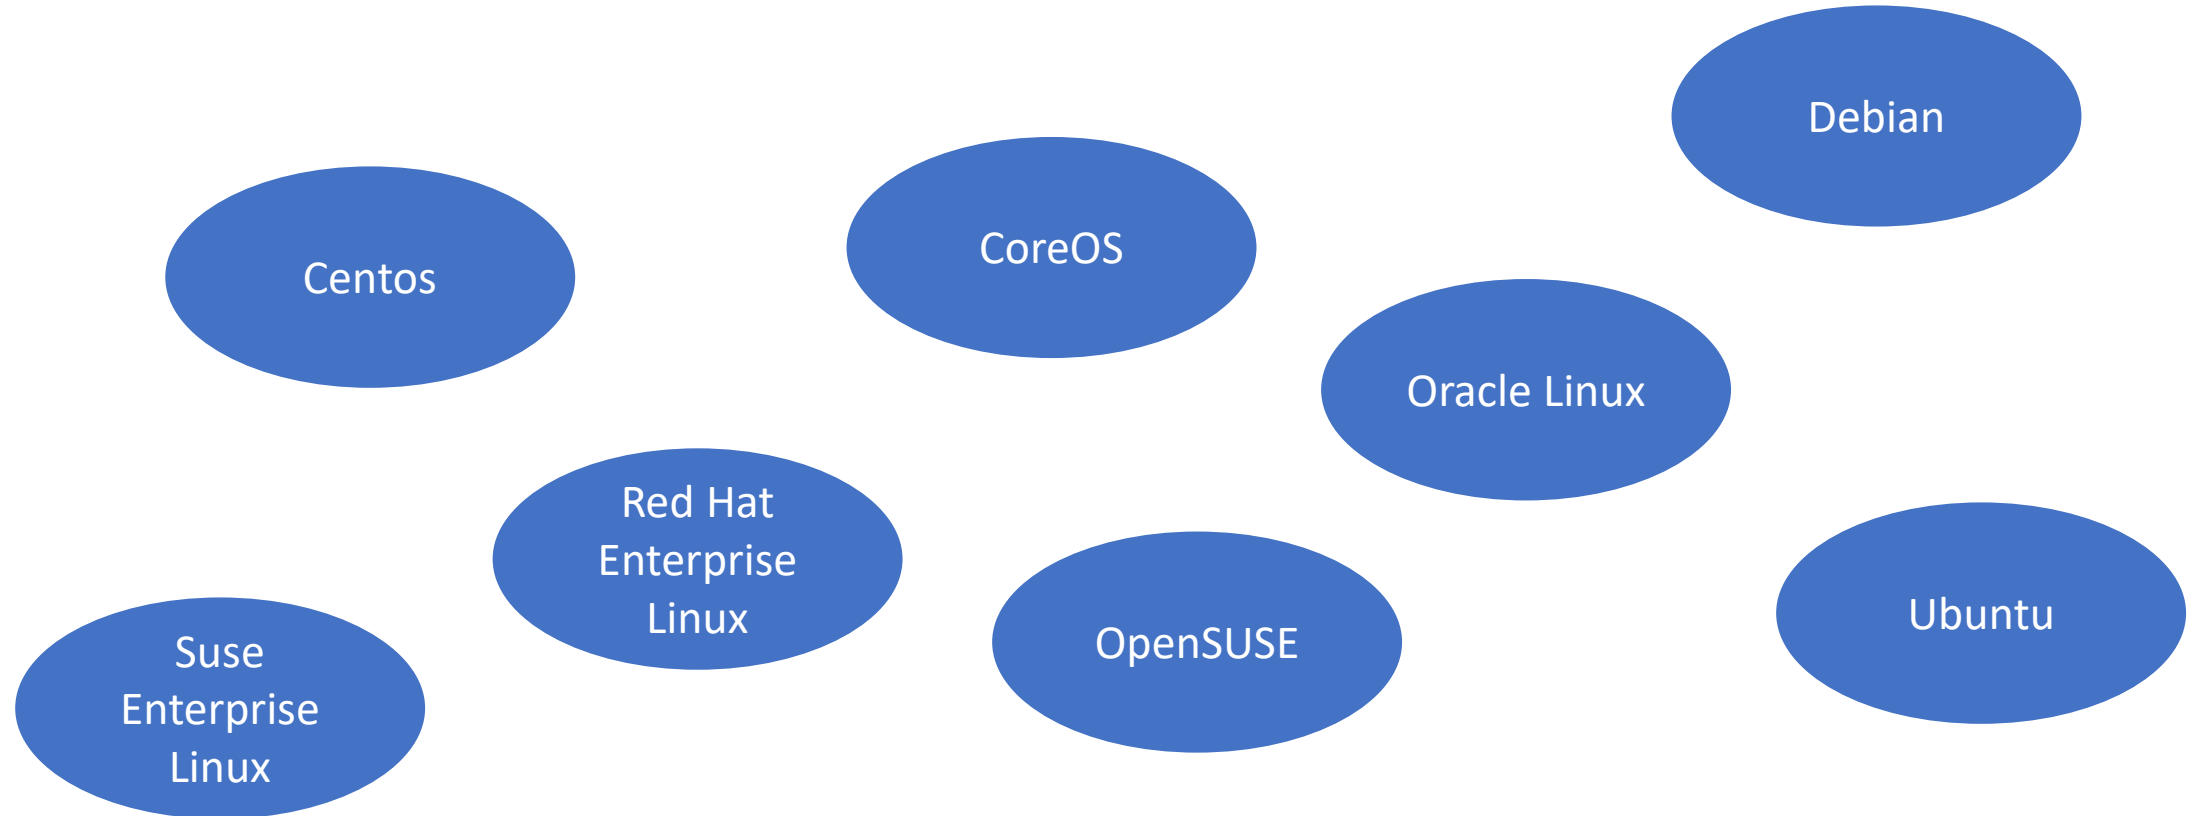 Debian
CoreOS
Centos
Oracle Linux
Red Hat
Enterprise
Linux
OpenSUSE
Ubuntu
Suse
Enterprise
Linux